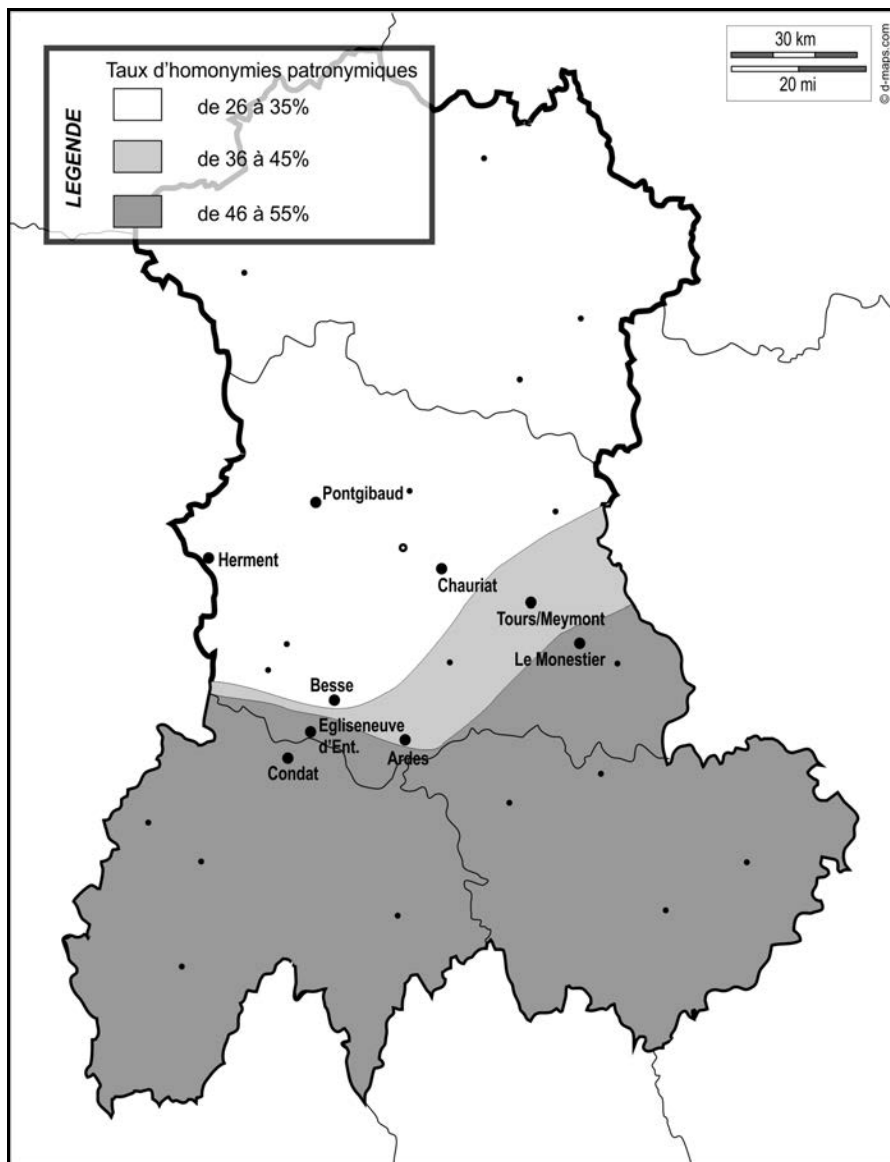 Taux d'homonymies patronymiques
LEGENDE
de 26 à 35%
de 36 à 45%
de 46 à 55%
30 km
20 mi
© d-maps.com
Pontgibaud
Herment
Chauriat
Tours/Meymont
Le Monestier
Besse
Egliseneuve
d'Ent.
Ardes
Condat